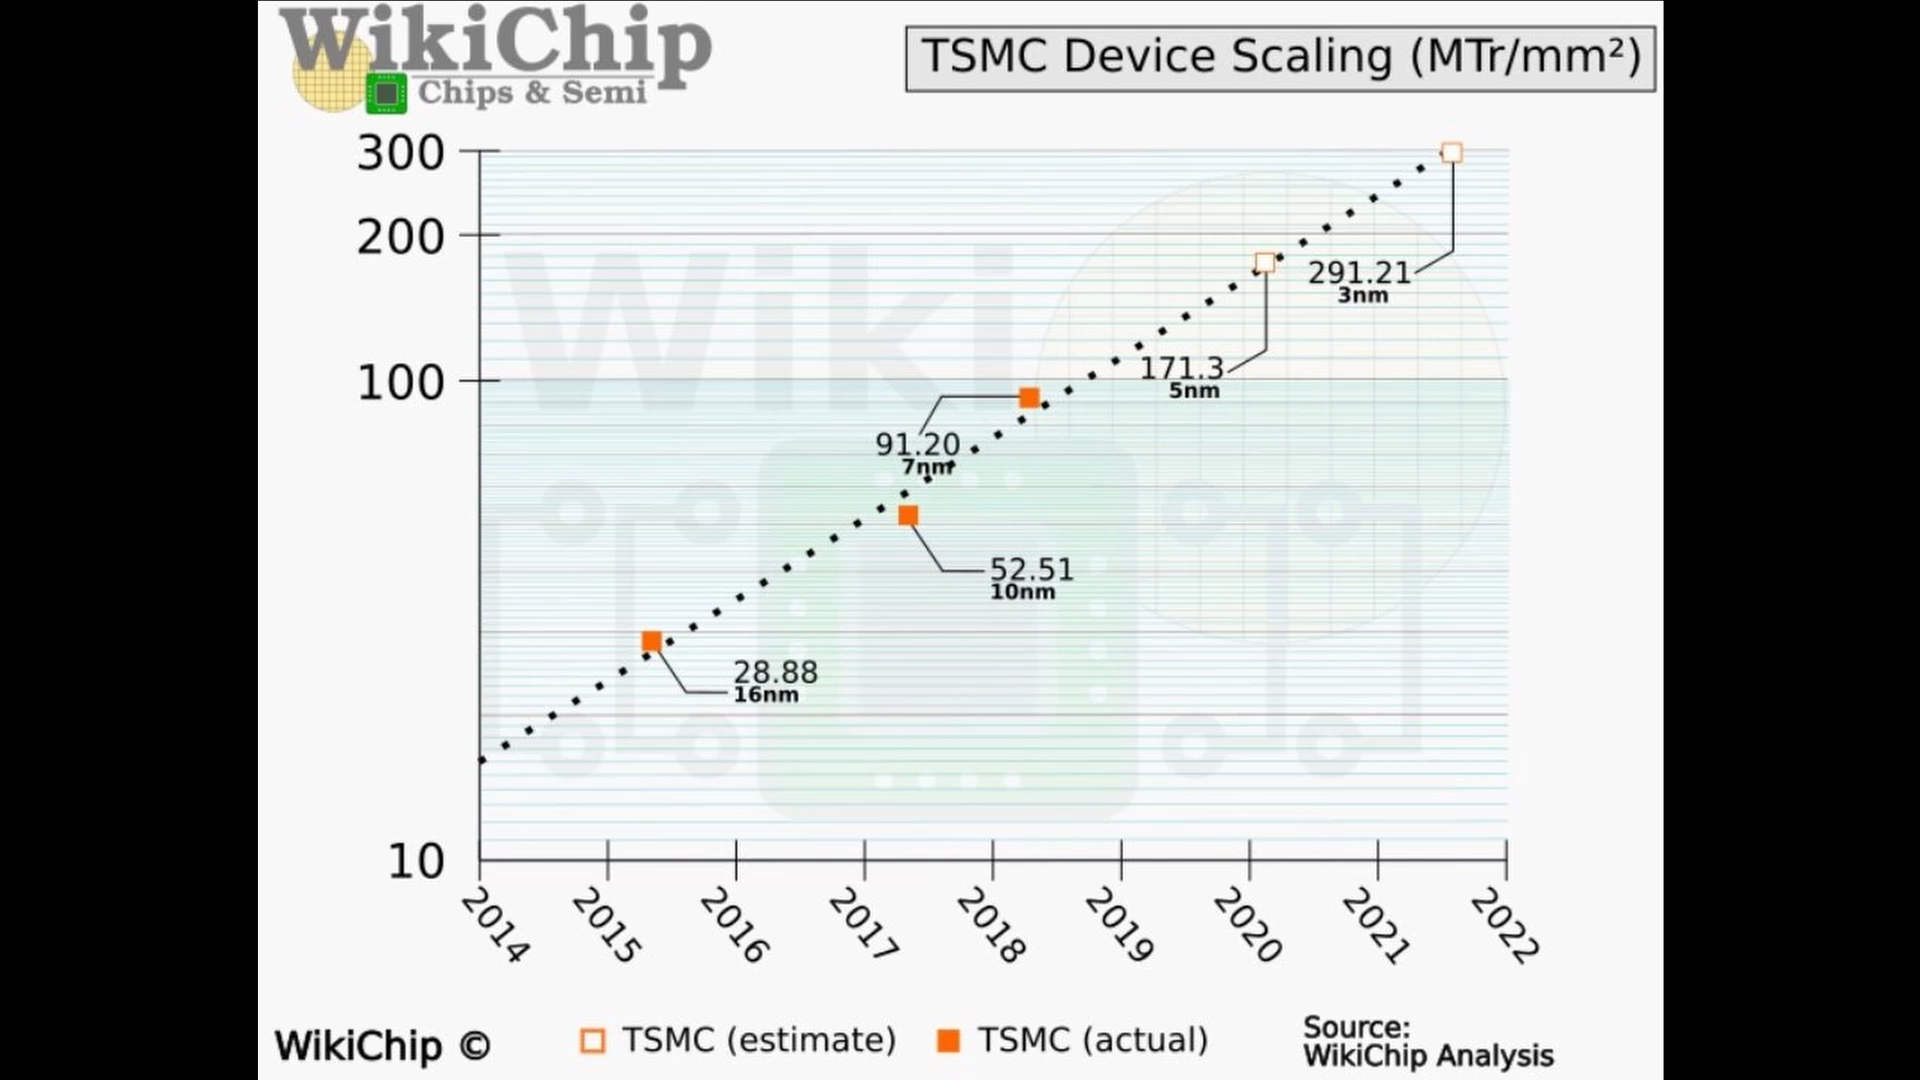 WikiChip
Chips & Semi
TSMC Device Scaling (MTr/mm²)
300
200
100
10
Wiki
291.21
3nm
171.3
5nm
91.20
7nm
52.51
10nm
28.88
16nm
2014
2015
2016
2017
2018
2019
2020
2021
2022
WikiChip ©
TSMC (estimate)
TSMC (actual)
Source:
WikiChip Analysis